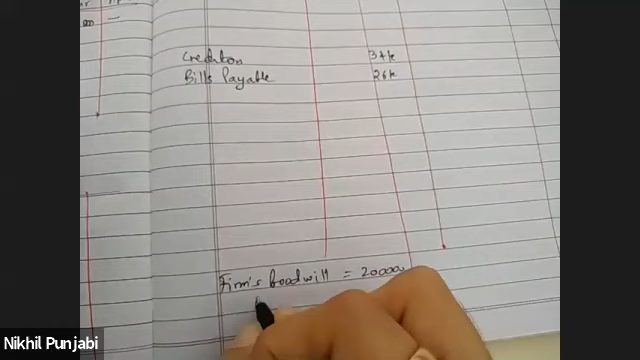 Creditors 34k
Bills Payable 26k
Firm's Goodwill = 20000
Nikhil Punjabi